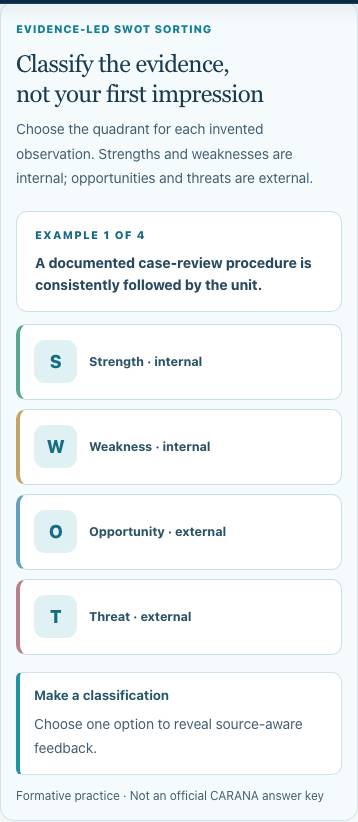 EVIDENCE-LED SWOT SORTING
Classify the evidence,
not your first impression
Choose the quadrant for each invented
observation. Strengths and weaknesses are
internal; opportunities and threats are external.
EXAMPLE 1 OF 4
A documented case-review procedure is
consistently followed by the unit.
S Strength · internal
W Weakness · internal
O Opportunity · external
T Threat · external
Make a classification
Choose one option to reveal source-aware
feedback.
Formative practice · Not an official CARANA answer key